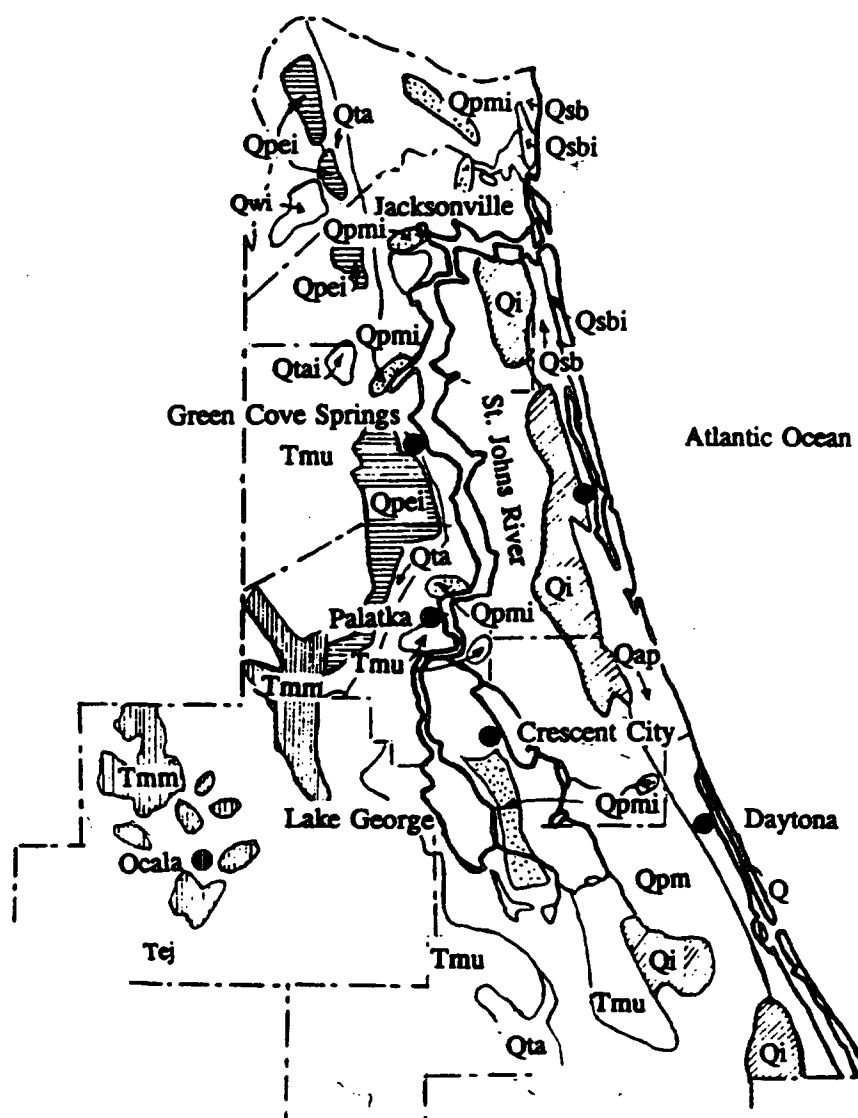 Qta
Qpmi
Qsb
Qpei
Qsbi
Qwi
Jacksonville
Qpmi
Qpei
Qi
Qsbi
Qpmi
Qtai
Qsb
Green Cove Springs
St. Johns River
Atlantic Ocean
Tmu
Qpei
Qta
Qi
Palatka
Qpmi
Tmu
Qap
Tmm
Crescent City
Tmm
Qpmi
Lake George
Daytona
Ocala
Qpm
Q
Tej
Tmu
Qi
Tmu
Qta
Qi